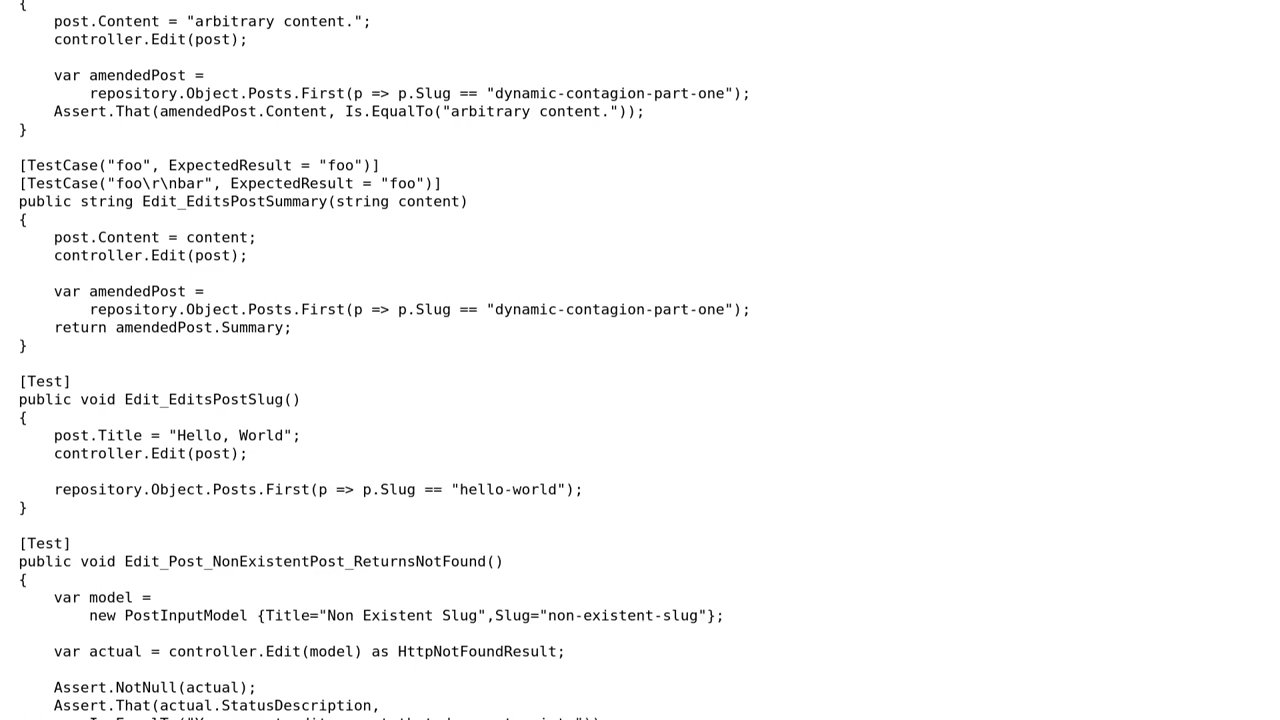 {
    post.Content = "arbitrary content.";
    controller.Edit(post);

    var amendedPost =
        repository.Object.Posts.First(p => p.Slug == "dynamic-contagion-part-one");
    Assert.That(amendedPost.Content, Is.EqualTo("arbitrary content."));
}

[TestCase("foo", ExpectedResult = "foo")]
[TestCase("foo\r\nbar", ExpectedResult = "foo")]
public string Edit_EditsPostSummary(string content)
{
    post.Content = content;
    controller.Edit(post);

    var amendedPost =
        repository.Object.Posts.First(p => p.Slug == "dynamic-contagion-part-one");
    return amendedPost.Summary;
}

[Test]
public void Edit_EditsPostSlug()
{
    post.Title = "Hello, World";
    controller.Edit(post);

    repository.Object.Posts.First(p => p.Slug == "hello-world");
}

[Test]
public void Edit_Post_NonExistentPost_ReturnsNotFound()
{
    var model =
        new PostInputModel {Title="Non Existent Slug",Slug="non-existent-slug"};

    var actual = controller.Edit(model) as HttpNotFoundResult;

    Assert.NotNull(actual);
    Assert.That(actual.StatusDescription,